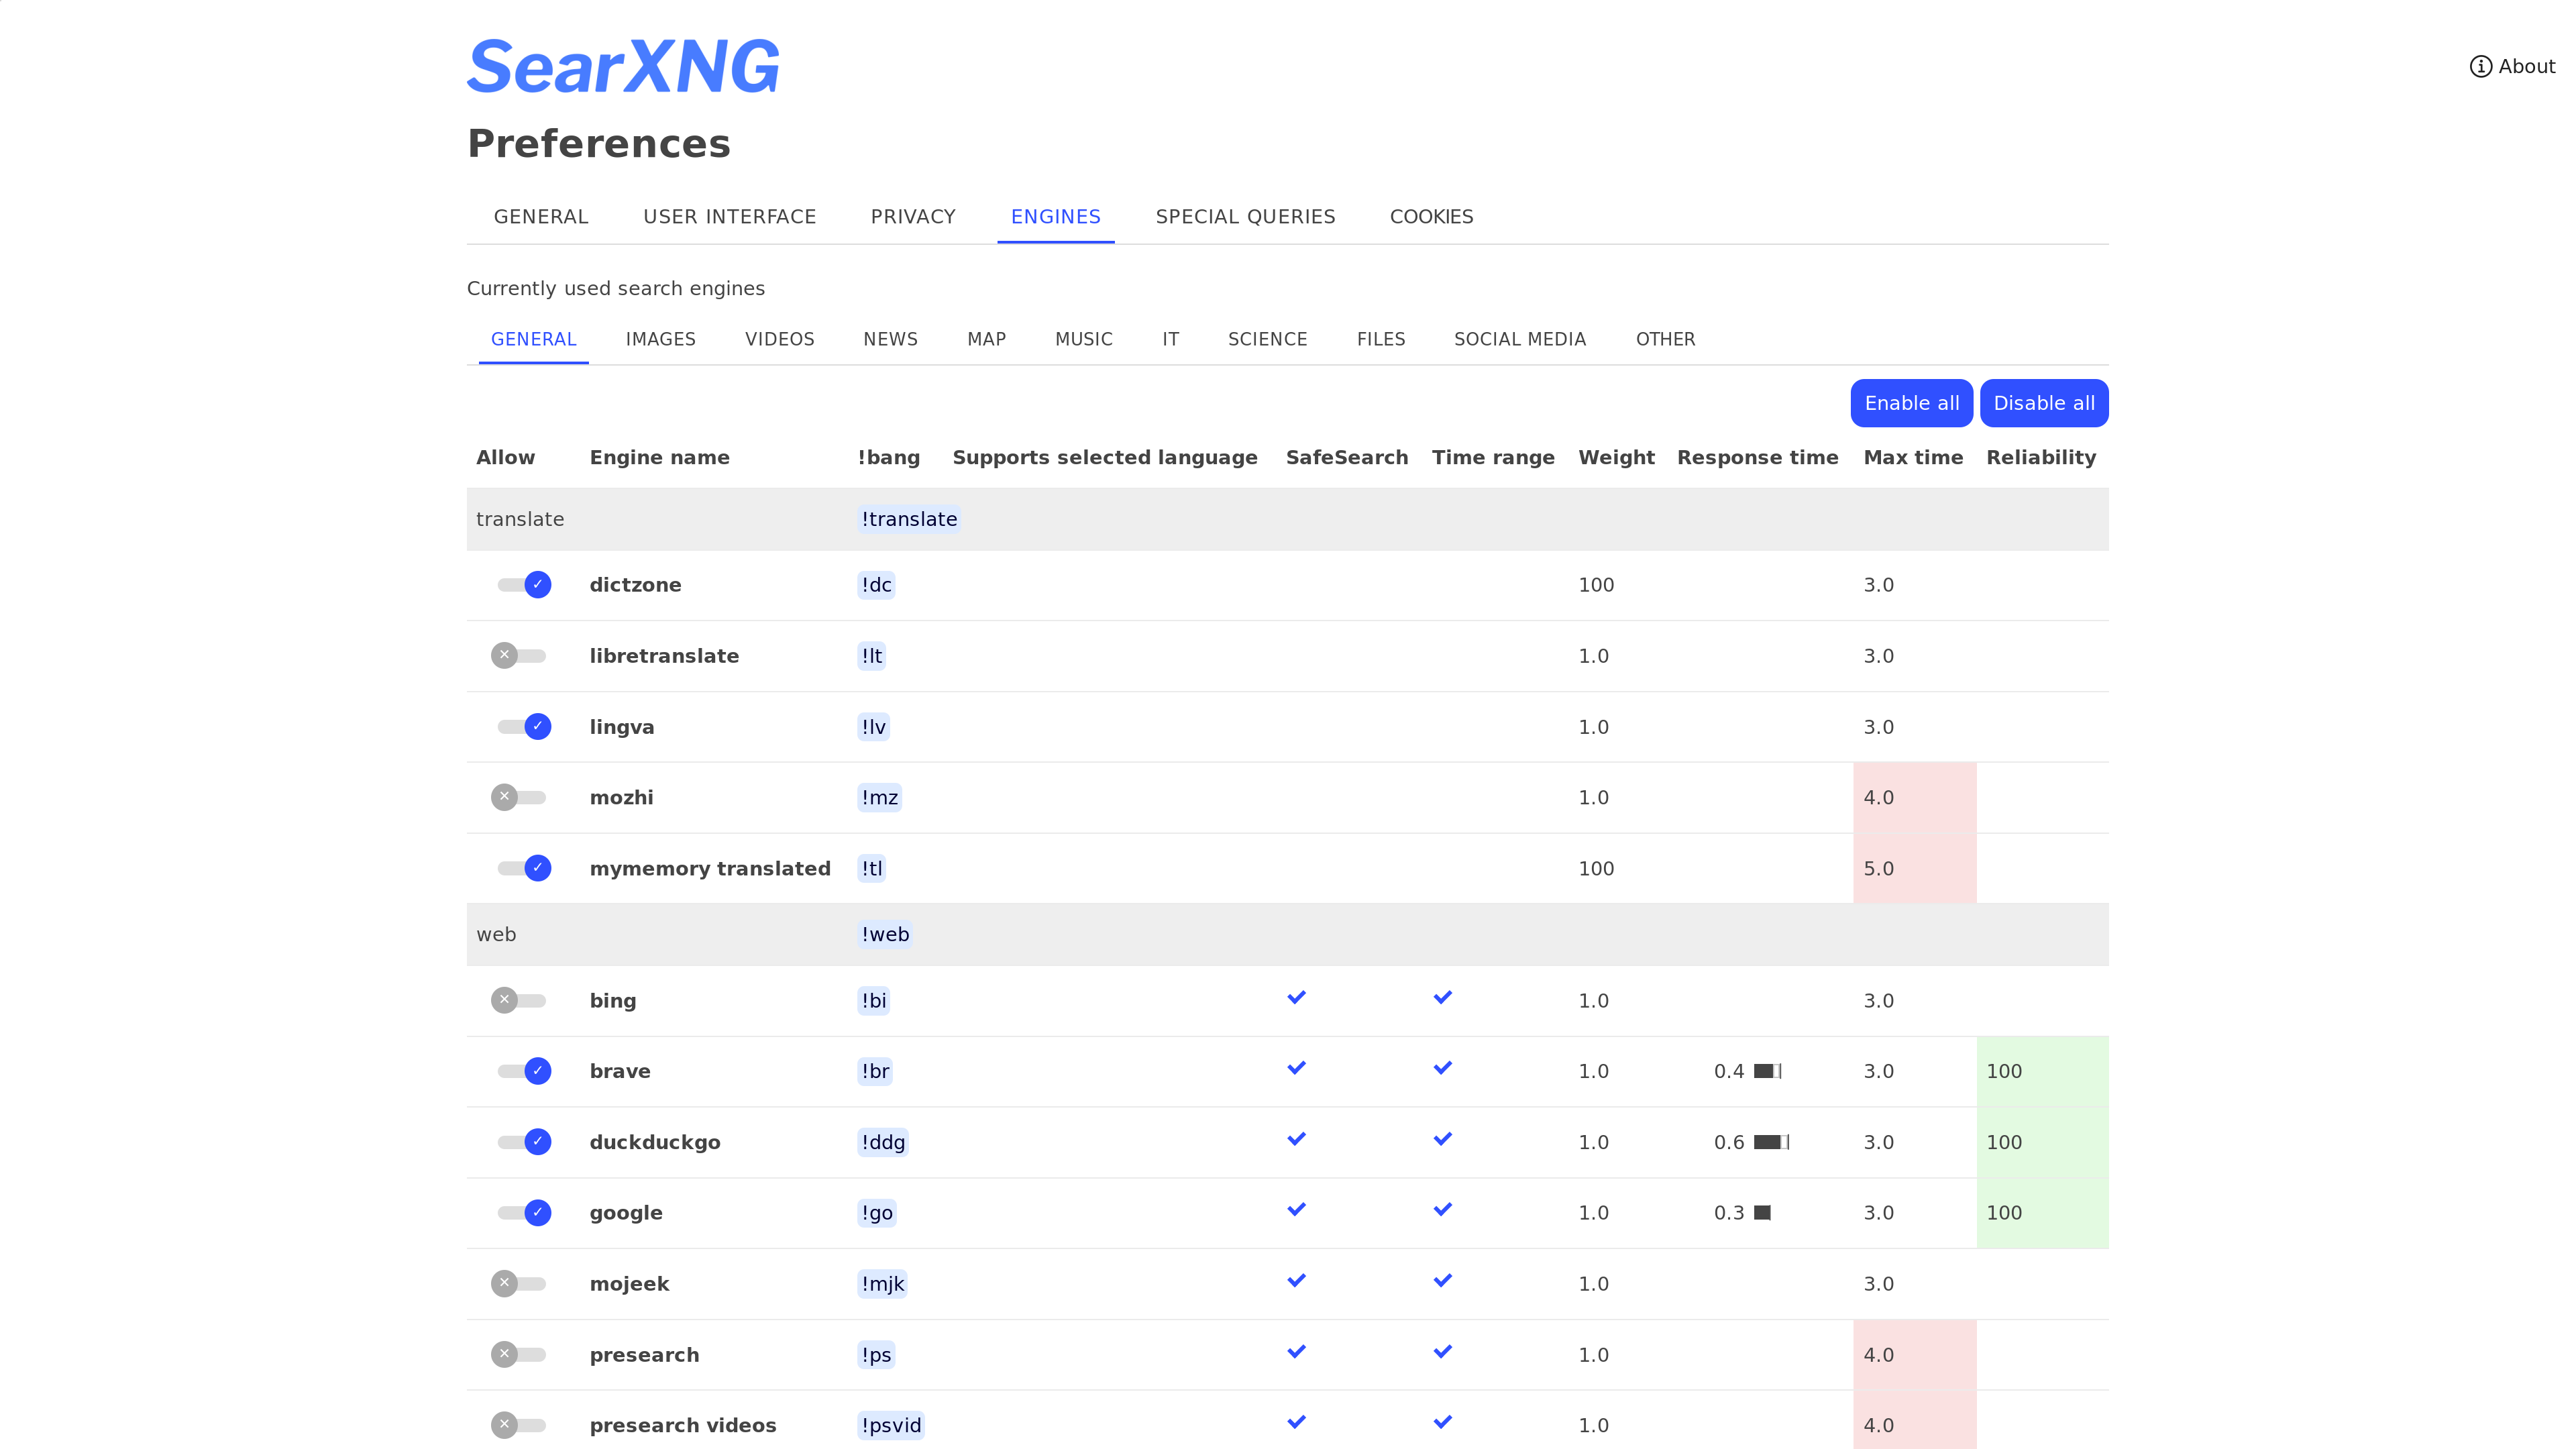 SearXNG
About
Preferences
GENERAL USER INTERFACE PRIVACY ENGINES SPECIAL QUERIES COOKIES
Currently used search engines
GENERAL IMAGES VIDEOS NEWS MAP MUSIC IT SCIENCE FILES SOCIAL MEDIA OTHER
Enable all Disable all
Allow Engine name !bang Supports selected language SafeSearch Time range Weight Response time Max time Reliability
translate !translate
dictzone !dc 100 3.0
libretranslate !lt 1.0 3.0
lingva !lv 1.0 3.0
mozhi !mz 1.0 4.0
mymemory translated !tl 100 5.0
web !web
bing !bi 1.0 3.0
brave !br 1.0 0.4 3.0 100
duckduckgo !ddg 1.0 0.6 3.0 100
google !go 1.0 0.3 3.0 100
mojeek !mjk 1.0 3.0
presearch !ps 1.0 4.0
presearch videos !psvid 1.0 4.0